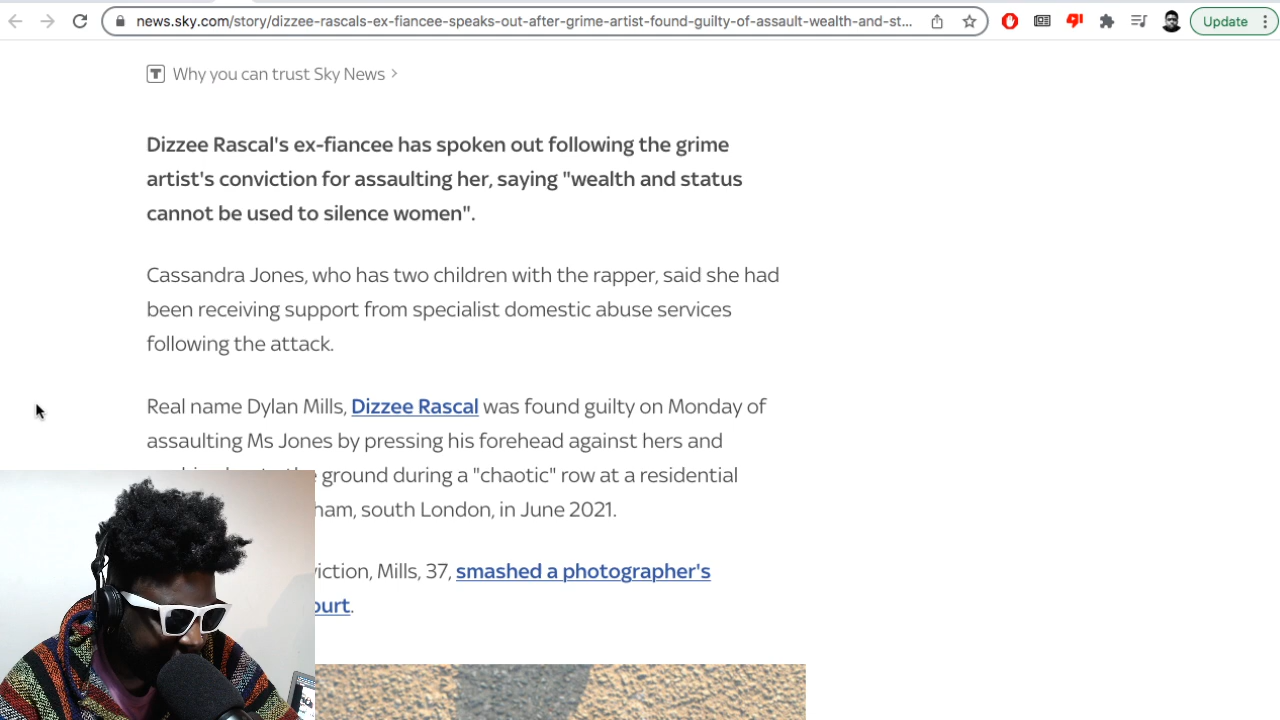 news.sky.com/story/dizzee-rascals-ex-fiancee-speaks-out-after-grime-artist-found-guilty-of-assault-wealth-and-st...
Update
Why you can trust Sky News >
Dizzee Rascal's ex-fiancee has spoken out following the grime
artist's conviction for assaulting her, saying "wealth and status
cannot be used to silence women".
Cassandra Jones, who has two children with the rapper, said she had
been receiving support from specialist domestic abuse services
following the attack.
Real name Dylan Mills, Dizzee Rascal was found guilty on Monday of
assaulting Ms Jones by pressing his forehead against hers and
ground during a "chaotic" row at a residential
ham, south London, in June 2021.
viction, Mills, 37, smashed a photographer's
ourt.